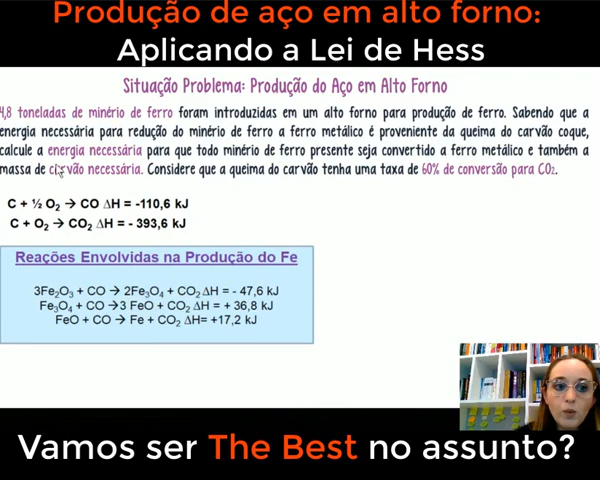 Produção de aço em alto forno:
Aplicando a Lei de Hess
Situação Problema: Produção do Aço em Alto Forno
4,8 toneladas de minério de ferro foram introduzidas em um alto forno para produção de ferro. Sabendo que a
energia necessária para redução do minério de ferro a ferro metálico é proveniente da queima do carvão coque,
calcule a energia necessária para que todo minério de ferro presente seja convertido a ferro metálico e também a
massa de carvão necessária. Considere que a queima do carvão tenha uma taxa de 60% de conversão para CO₂.
C + ½ O₂ → CO ΔH = -110,6 kJ
C + O₂ → CO₂ ΔH = - 393,6 kJ
Reações Envolvidas na Produção do Fe
3Fe₂O₃ + CO → 2Fe₃O₄ + CO₂ ΔH = - 47,6 kJ
Fe₃O₄ + CO →3 FeO + CO₂ ΔH = + 36,8 kJ
FeO + CO → Fe + CO₂ ΔH= +17,2 kJ
Vamos ser The Best no assunto?